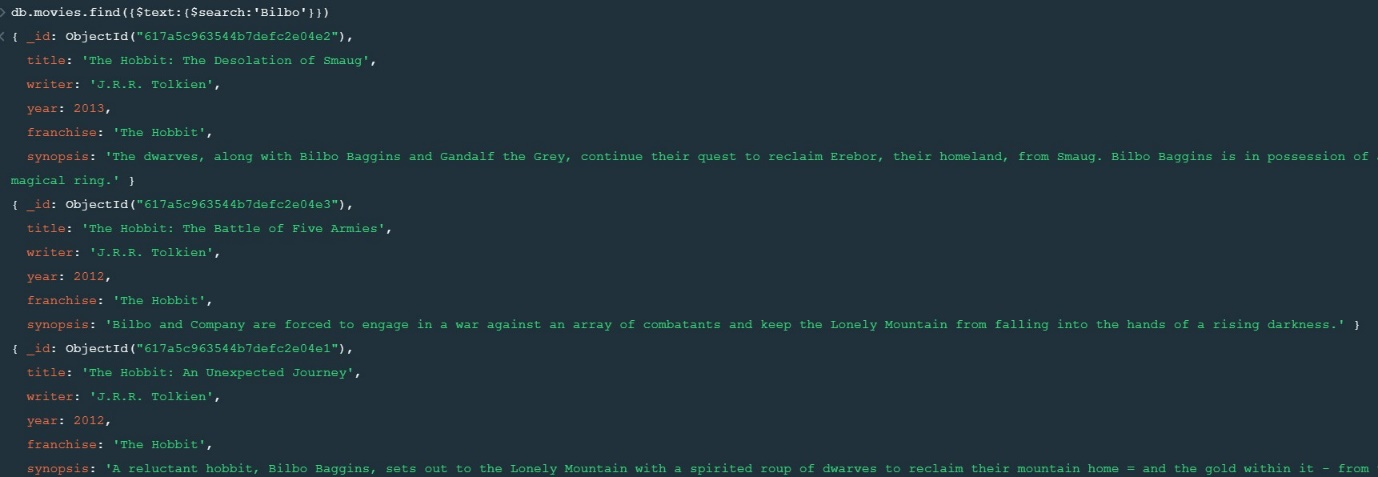 > db.movies.find({$text:{$search:'Bilbo'}})
< { _id: ObjectId("617a5c963544b7defc2e04e2"),
title: 'The Hobbit: The Desolation of Smaug',
writer: 'J.R.R. Tolkien',
year: 2013,
franchise: 'The Hobbit',
synopsis: 'The dwarves, along with Bilbo Baggins and Gandalf the Grey, continue their quest to reclaim Erebor, their homeland, from Smaug. Bilbo Baggins is in possession of
magical ring.' }
{ _id: ObjectId("617a5c963544b7defc2e04e3"),
title: 'The Hobbit: The Battle of Five Armies',
writer: 'J.R.R. Tolkien',
year: 2012,
franchise: 'The Hobbit',
synopsis: 'Bilbo and Company are forced to engage in a war against an array of combatants and keep the Lonely Mountain from falling into the hands of a rising darkness.' }
{ _id: ObjectId("617a5c963544b7defc2e04e1"),
title: 'The Hobbit: An Unexpected Journey',
writer: 'J.R.R. Tolkien',
year: 2012,
franchise: 'The Hobbit',
synopsis: 'A reluctant hobbit, Bilbo Baggins, sets out to the Lonely Mountain with a spirited roup of dwarves to reclaim their mountain home = and the gold within it - from